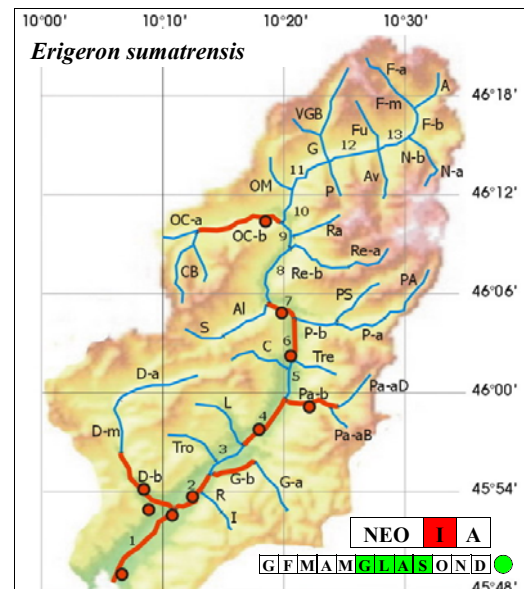 10°00' 10°10' 10°20' 10°30'
Erigeron sumatrensis
F-a
A
46°18'
F-m
VGB
Fu
F-b
13
G
12
N-b
11
N-a
OM
Av
P
46°12'
OC-a
10
OC-b
9
Ra
Re-a
CB
8
Re-b
PA
PS
46°06'
7
Al
S
P-b
P-a
6
C
Tre
D-a
5
46°00'
Pa-aD
Pa-b
L
D-m
4
Pa-aB
Tro
3
D-b
G-b
2
R
G-a
45°54'
I
NEO I A
1
G F M A M G L A S O N D
45°48'